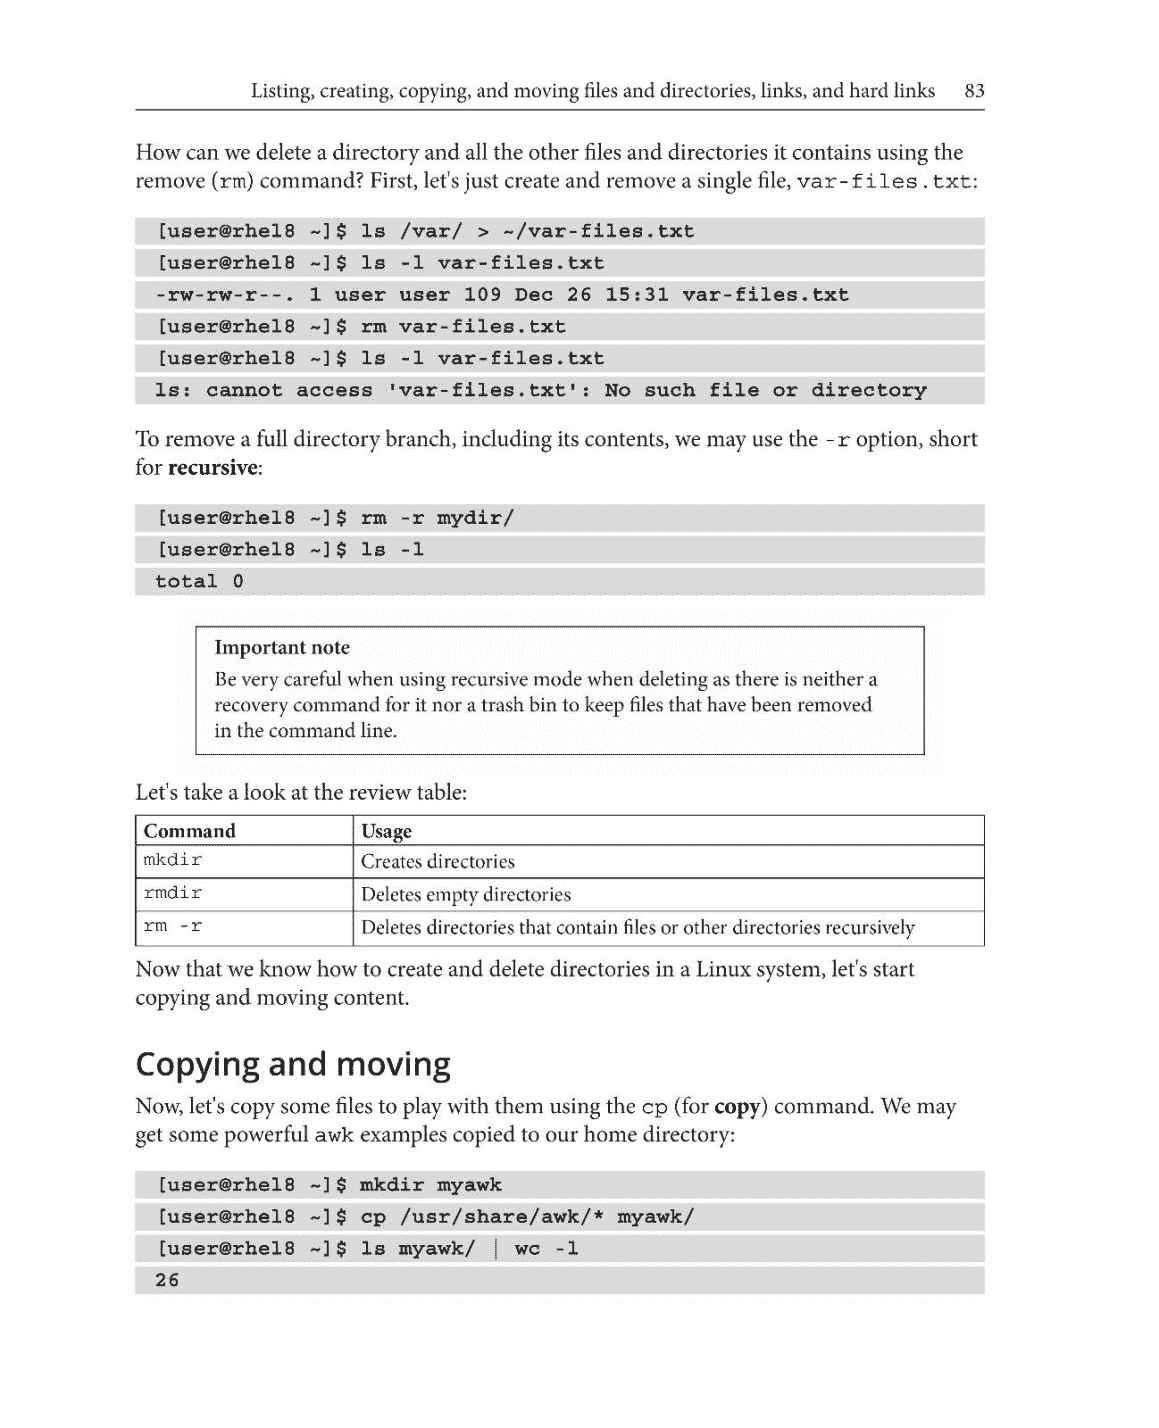 Listing, creating, copying, and moving files and directories, links, and hard links 83
How can we delete a directory and all the other files and directories it contains using the
remove (rm) command? First, let's just create and remove a single file, var-files.txt:
[user@rhel8 ~]$ ls /var/ > ~/var-files.txt
[user@rhel8 ~]$ ls -l var-files.txt
-rw-rw-r--. 1 user user 109 Dec 26 15:31 var-files.txt
[user@rhel8 ~]$ rm var-files.txt
[user@rhel8 ~]$ ls -l var-files.txt
ls: cannot access 'var-files.txt': No such file or directory
To remove a full directory branch, including its contents, we may use the -r option, short
for recursive:
[user@rhel8 ~]$ rm -r mydir/
[user@rhel8 ~]$ ls -l
total 0
Important note
Be very careful when using recursive mode when deleting as there is neither a
recovery command for it nor a trash bin to keep files that have been removed
in the command line.
Let's take a look at the review table:
Command Usage
mkdir Creates directories
rmdir Deletes empty directories
rm -r Deletes directories that contain files or other directories recursively
Now that we know how to create and delete directories in a Linux system, let's start
copying and moving content.
Copying and moving
Now, let's copy some files to play with them using the cp (for copy) command. We may
get some powerful awk examples copied to our home directory:
[user@rhel8 ~]$ mkdir myawk
[user@rhel8 ~]$ cp /usr/share/awk/* myawk/
[user@rhel8 ~]$ ls myawk/ | wc -l
26